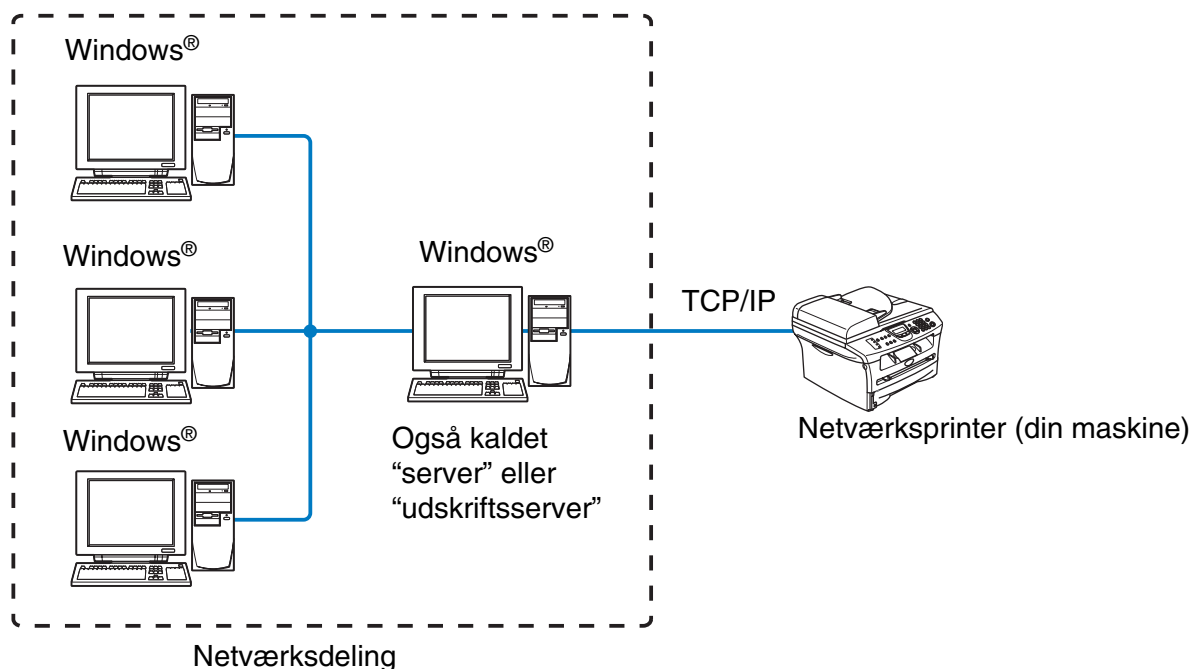 Windows®
Windows®
Windows®
Windows®
Også kaldet
“server” eller
“udskriftsserver”
TCP/IP
Netværksprinter (din maskine)
Netværksdeling